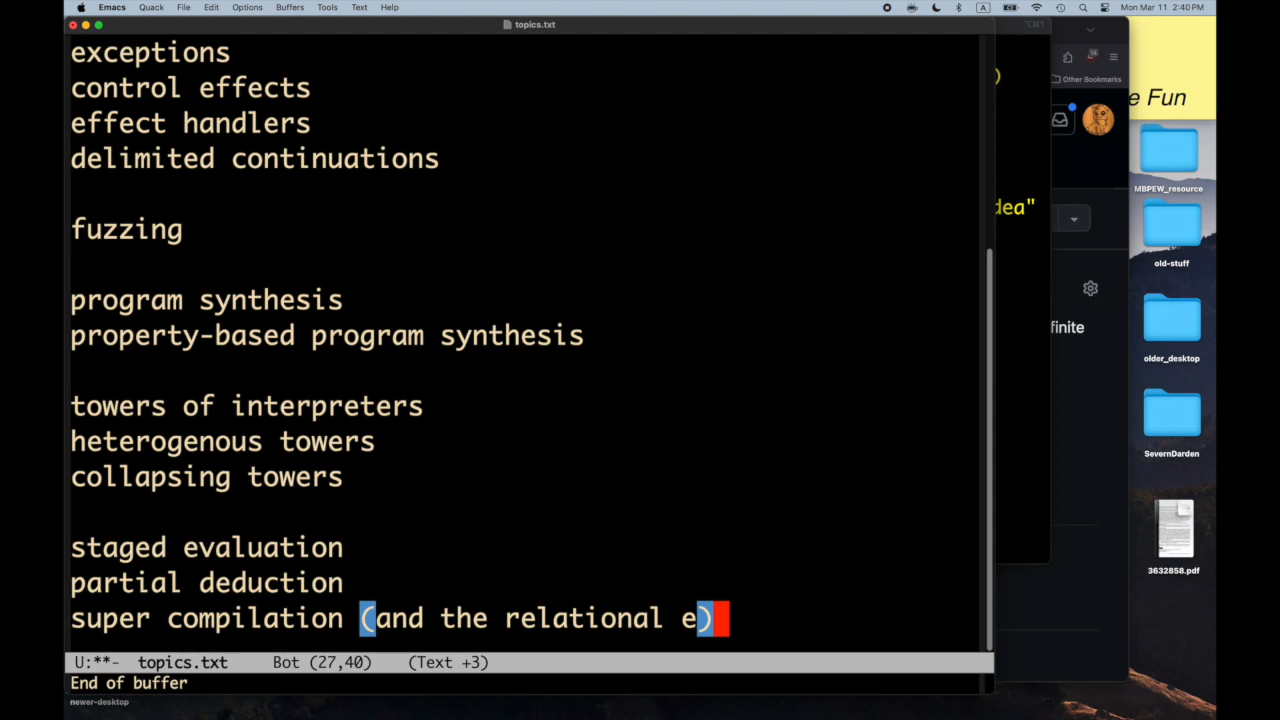 Emacs Quack File Edit Options Buffers Tools Text Help
A
Mon Mar 11 2:40 PM
topics.txt
exceptions
control effects
effect handlers
delimited continuations
fuzzing
program synthesis
property-based program synthesis
towers of interpreters
heterogenous towers
collapsing towers
staged evaluation
partial deduction
super compilation (and the relational e)
U:**- topics.txt Bot (27,40) (Text +3)
End of buffer
newer-desktop
)
dea"
14
Other Bookmarks
finite
e Fun
MBPEW_resource
old-stuff
older_desktop
SevernDarden
3632858.pdf